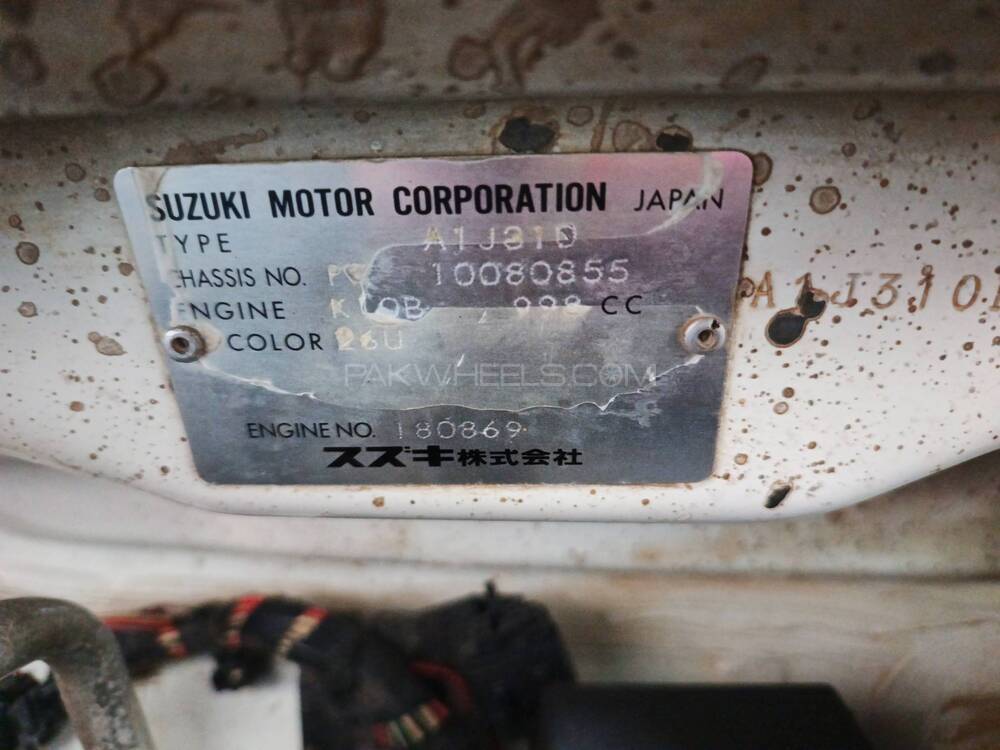 SUZUKI MOTOR CORPORATION JAPAN
TYPE A1J31D
CHASSIS NO. 10080855
ENGINE 998 CC
COLOR 26U
PAKWHEELS.COM
ENGINE NO. 180869
スズキ株式会社